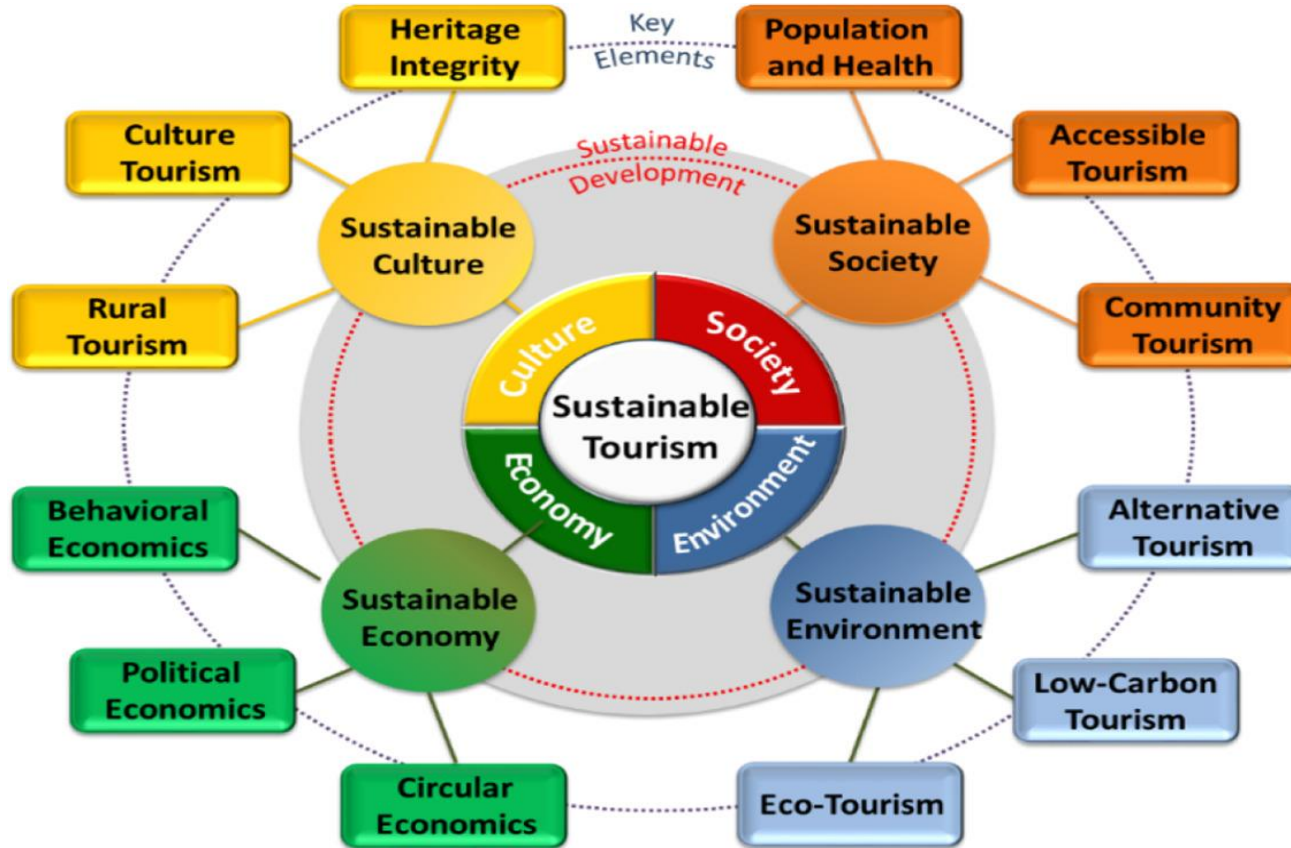 Heritage
Integrity
Key
Elements
Population
and Health
Culture
Tourism
Sustainable
Development
Accessible
Tourism
Sustainable
Culture
Sustainable
Society
Rural
Tourism
Culture
Society
Community
Tourism
Sustainable
Tourism
Economy
Environment
Behavioral
Economics
Alternative
Tourism
Sustainable
Economy
Sustainable
Environment
Political
Economics
Low-Carbon
Tourism
Circular
Economics
Eco-Tourism